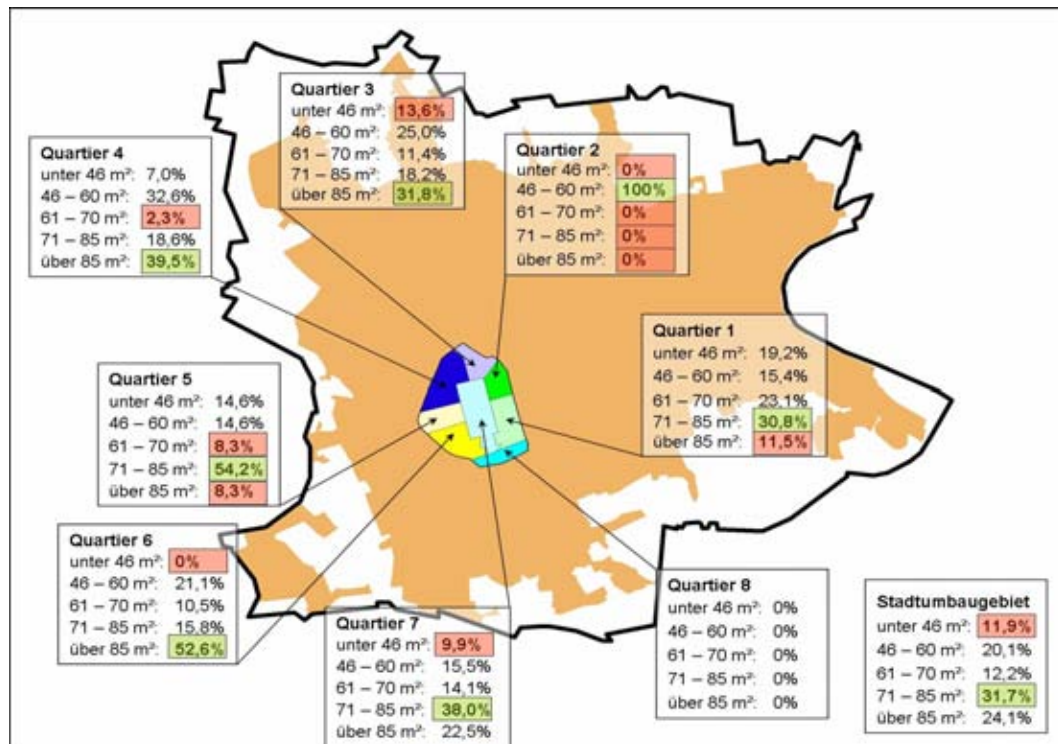 Quartier 3
unter 46 m²: 13,6%
46 – 60 m²: 25,0%
61 – 70 m²: 11,4%
71 – 85 m²: 18,2%
über 85 m²: 31,8%
Quartier 4
unter 46 m²: 7,0%
46 – 60 m²: 32,6%
61 – 70 m²: 2,3%
71 – 85 m²: 18,6%
über 85 m²: 39,5%
Quartier 2
unter 46 m²: 0%
46 – 60 m²: 100%
61 – 70 m²: 0%
71 – 85 m²: 0%
über 85 m²: 0%
Quartier 1
unter 46 m²: 19,2%
46 – 60 m²: 15,4%
61 – 70 m²: 23,1%
71 – 85 m²: 30,8%
über 85 m²: 11,5%
Quartier 5
unter 46 m²: 14,6%
46 – 60 m²: 14,6%
61 – 70 m²: 8,3%
71 – 85 m²: 54,2%
über 85 m²: 8,3%
Quartier 6
unter 46 m²: 0%
46 – 60 m²: 21,1%
61 – 70 m²: 10,5%
71 – 85 m²: 15,8%
über 85 m²: 52,6%
Quartier 7
unter 46 m²: 9,9%
46 – 60 m²: 15,5%
61 – 70 m²: 14,1%
71 – 85 m²: 38,0%
über 85 m²: 22,5%
Quartier 8
unter 46 m²: 0%
46 – 60 m²: 0%
61 – 70 m²: 0%
71 – 85 m²: 0%
über 85 m²: 0%
Stadtumbaugebiet
unter 46 m²: 11,9%
46 – 60 m²: 20,1%
61 – 70 m²: 12,2%
71 – 85 m²: 31,7%
über 85 m²: 24,1%